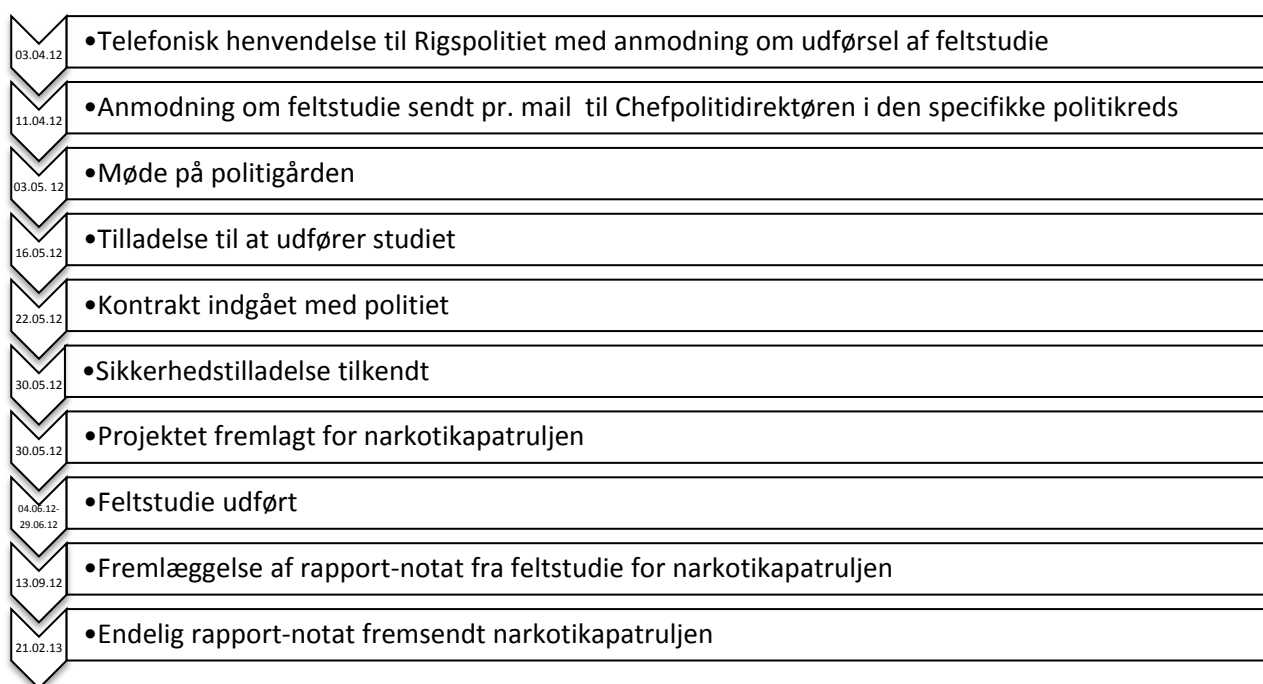 03.04.12
•Telefonisk henvendelse til Rigspolitiet med anmodning om udførsel af feltstudie
11.04.12
•Anmodning om feltstudie sendt pr. mail til Chefpolitidirektøren i den specifikke politikreds
03.05. 12
•Møde på politigården
16.05.12
•Tilladelse til at udfører studiet
22.05.12
•Kontrakt indgået med politiet
30.05.12
•Sikkerhedstilladelse tilkendt
30.05.12
•Projektet fremlagt for narkotikapatruljen
04.06.12-
29.06.12
•Feltstudie udført
13.09.12
•Fremlæggelse af rapport-notat fra feltstudie for narkotikapatruljen
21.02.13
•Endelig rapport-notat fremsendt narkotikapatruljen